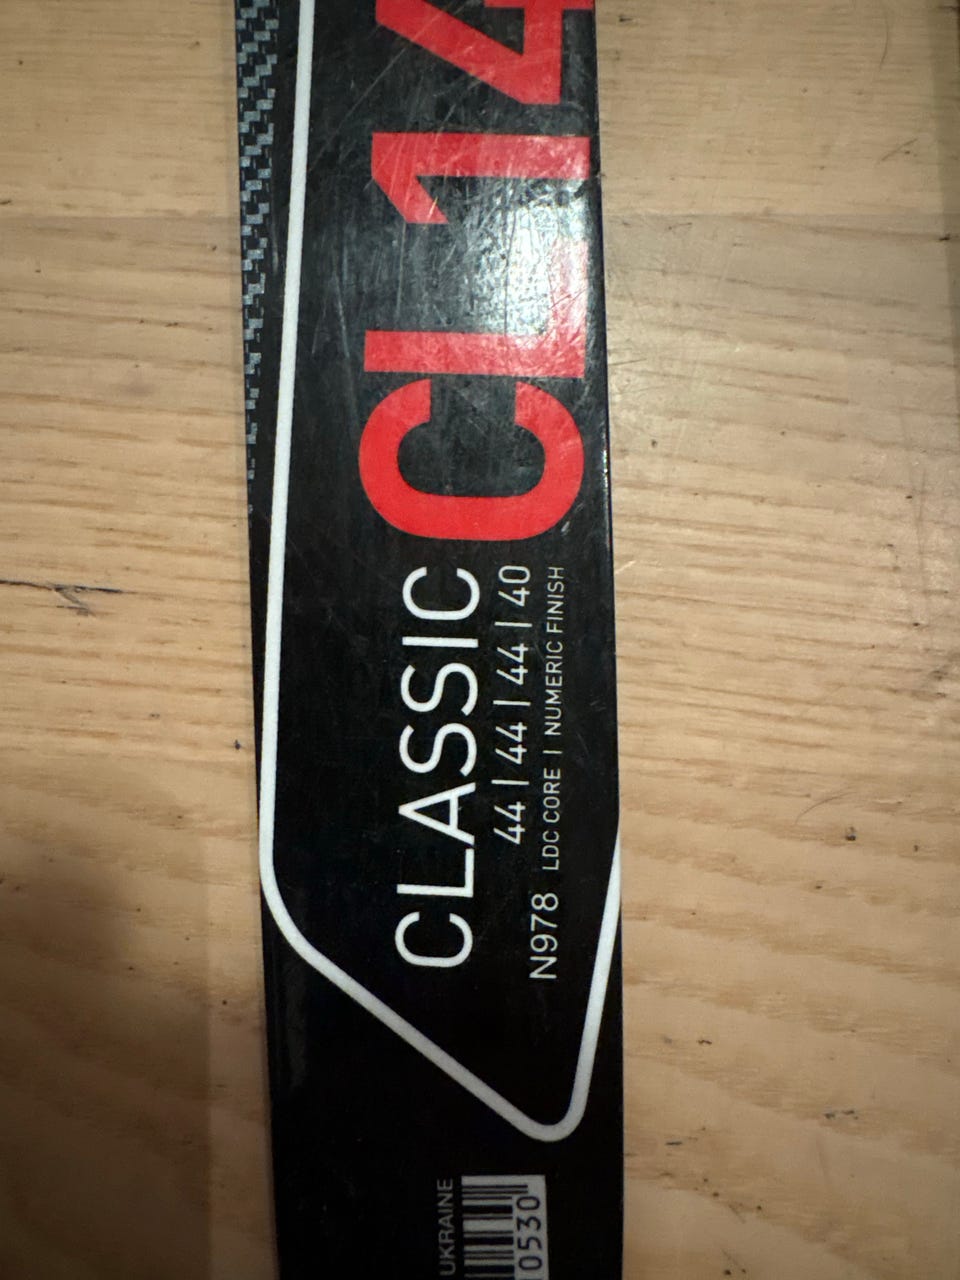 CLASSIC CL14
44 | 44 | 44 | 40
N978 LDC CORE | NUMERIC FINISH
UKRAINE
0530